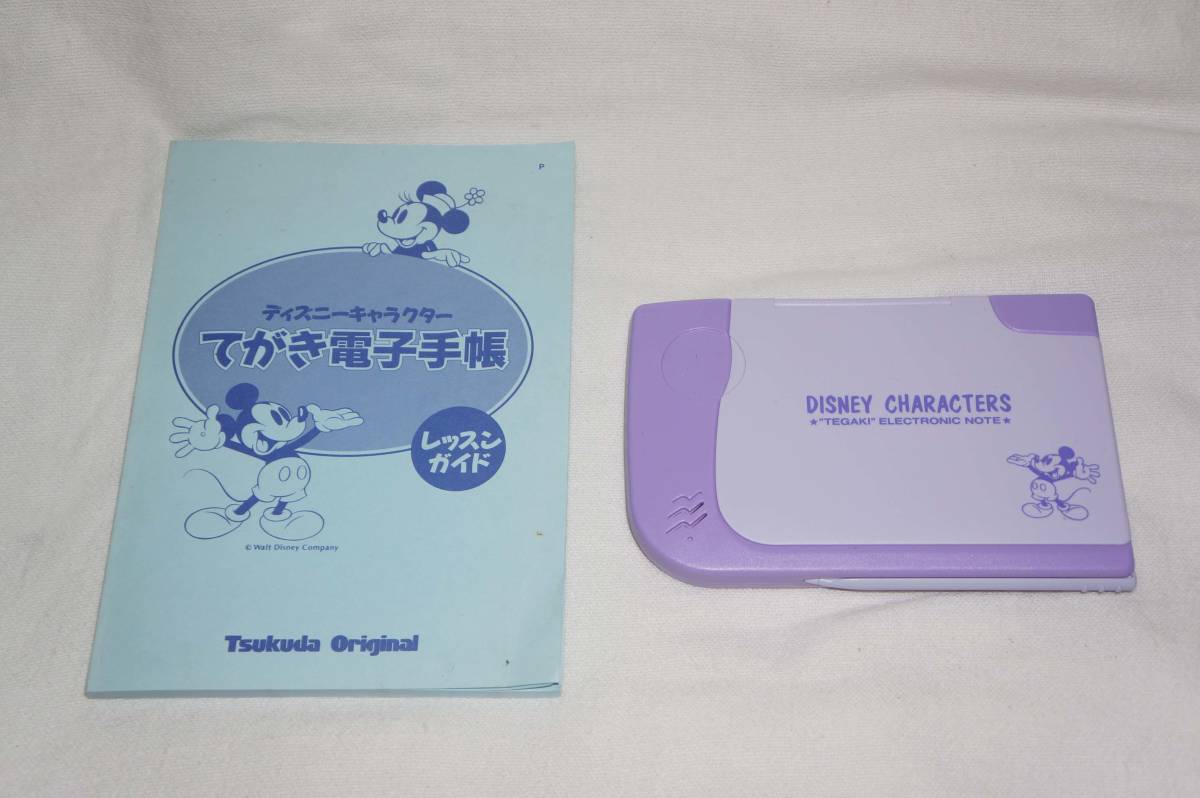 P
ディズニーキャラクター
てがき電子手帳
レッスン
ガイド
© Walt Disney Company
Tsukuda Original
DISNEY CHARACTERS
★"TEGAKI" ELECTRONIC NOTE★